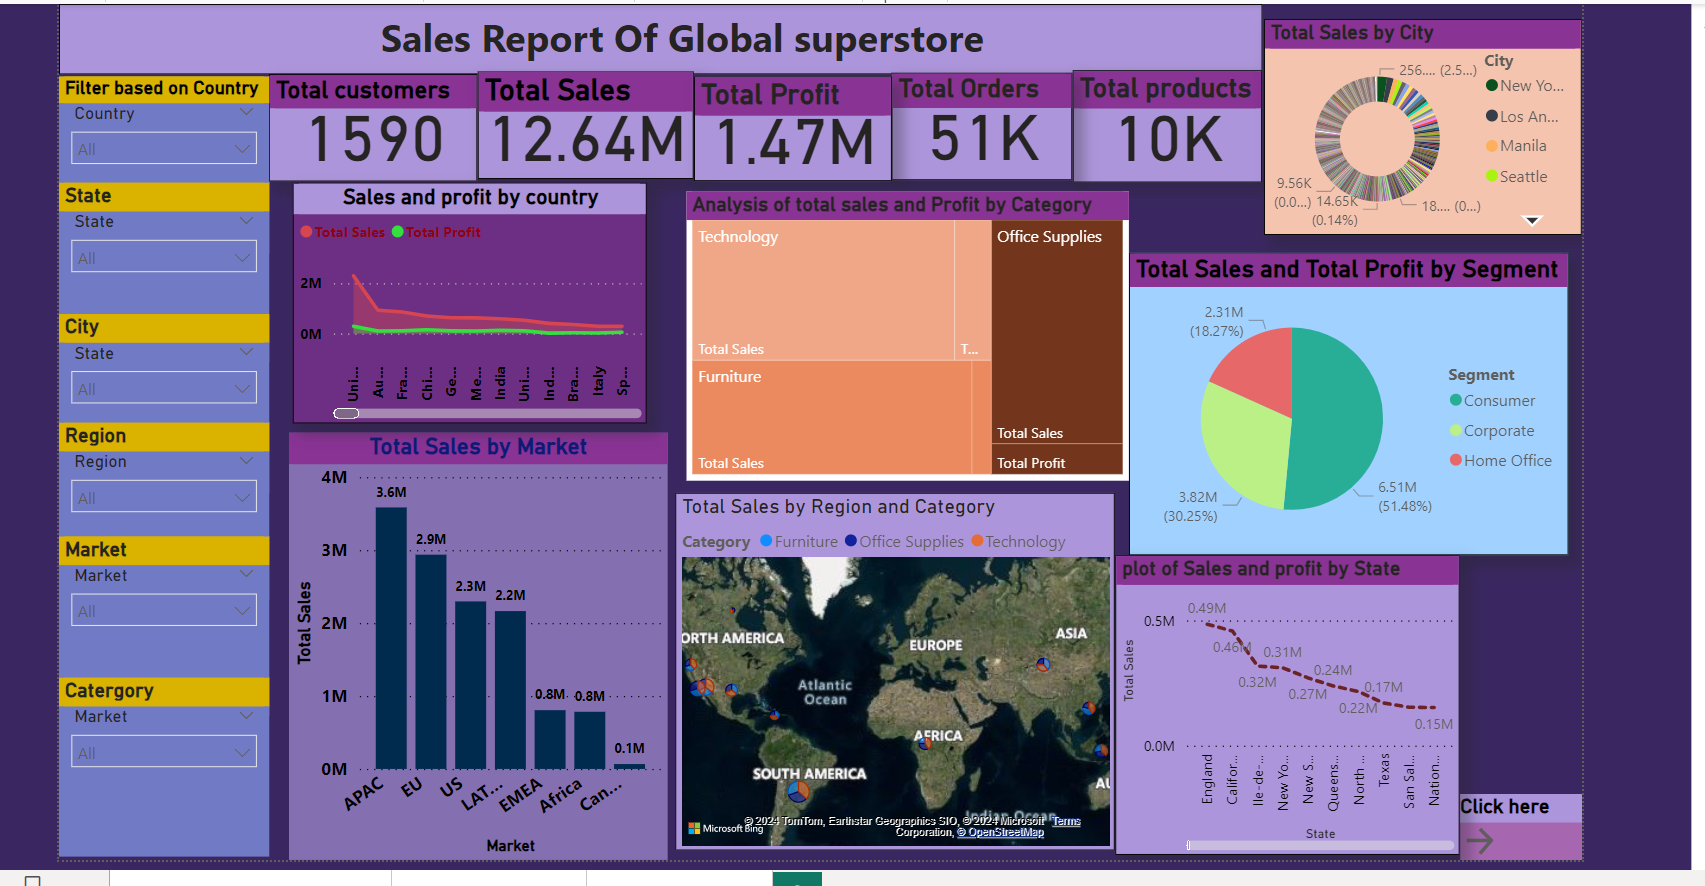 Sales Report Of Global superstore
Filter based on Country
Country
All
State
State
All
City
State
All
Region
Region
All
Market
Market
All
Catergory
Market
All
Total customers
1590
Total Sales
12.64M
Total Profit
1.47M
Total Orders
51K
Total products
10K
Total Sales by City
City
New Yo...
Los An...
Manila
Seattle
256.... (2.5...)
9.56K
(0.0...)
14.65K
(0.14%)
18.... (0...)
Sales and profit by country
Total Sales Total Profit
2M
0M
Uni...
Au...
Fra...
Chi...
Ge...
Me...
India
Uni...
Ind...
Bra...
Italy
Sp...
Analysis of total sales and Profit by Category
Technology
Total Sales
T...
Furniture
Total Sales
Office Supplies
Total Sales
Total Profit
Total Sales and Total Profit by Segment
2.31M
(18.27%)
3.82M
(30.25%)
6.51M
(51.48%)
Segment
Consumer
Corporate
Home Office
Total Sales by Market
Total Sales
4M
3M
2M
1M
0M
3.6M
2.9M
2.3M
2.2M
0.8M
0.8M
0.1M
APAC
EU
US
LAT...
EMEA
Africa
Can...
Market
Total Sales by Region and Category
Category Furniture Office Supplies Technology
ORTH AMERICA
EUROPE
ASIA
Atlantic
Ocean
AFRICA
SOUTH AMERICA
AU
Indian Ocean
Microsoft Bing
© 2024 TomTom, Earthstar Geographics SIO, © 2024 Microsoft Terms
Corporation, © OpenStreetMap
plot of Sales and profit by State
Total Sales
0.5M
0.0M
0.49M
0.46M
0.32M
0.31M
0.27M
0.24M
0.22M
0.17M
0.15M
England
Califor...
Ile-de-...
New Yo...
New S...
Queens...
North ...
Texas
San Sal...
Nation...
State
Click here